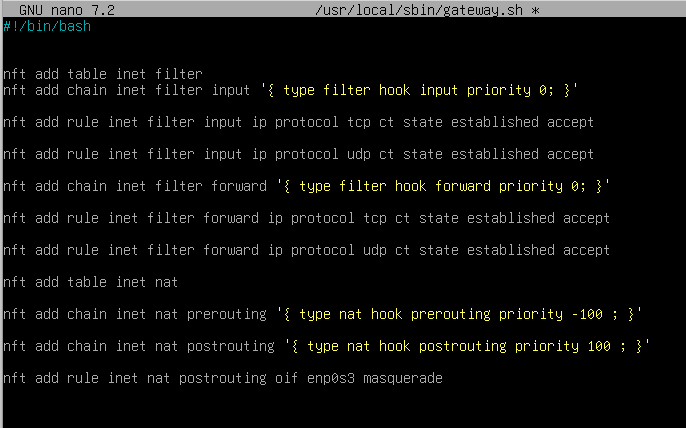 GNU nano 7.2 /usr/local/sbin/gateway.sh *
#!/bin/bash
nft add table inet filter
nft add chain inet filter input '{ type filter hook input priority 0; }'
nft add rule inet filter input ip protocol tcp ct state established accept
nft add rule inet filter input ip protocol udp ct state established accept
nft add chain inet filter forward '{ type filter hook forward priority 0; }'
nft add rule inet filter forward ip protocol tcp ct state established accept
nft add rule inet filter forward ip protocol udp ct state established accept
nft add table inet nat
nft add chain inet nat prerouting '{ type nat hook prerouting priority -100 ; }'
nft add chain inet nat postrouting '{ type nat hook postrouting priority 100 ; }'
nft add rule inet nat postrouting oif enp0s3 masquerade